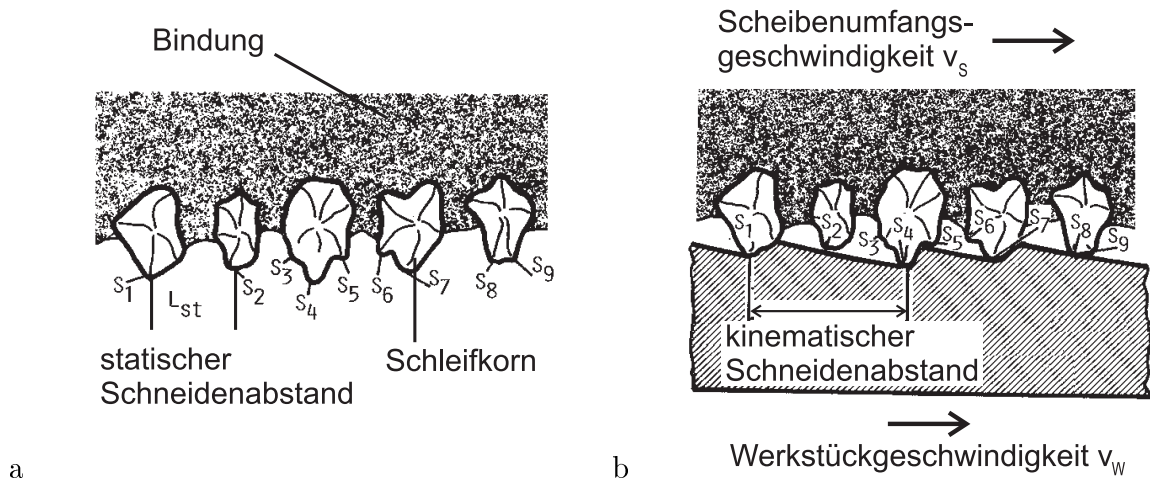 Bindung
S1
Lst
S2
S3
S4
S5
S6
S7
S8
S9
statischer
Schneidenabstand
Schleifkorn
a
Scheibenumfangs-
geschwindigkeit vS
S1
S2
S3
S4
S5
S6
S7
S8
S9
kinematischer
Schneidenabstand
Werkstückgeschwindigkeit vW
b